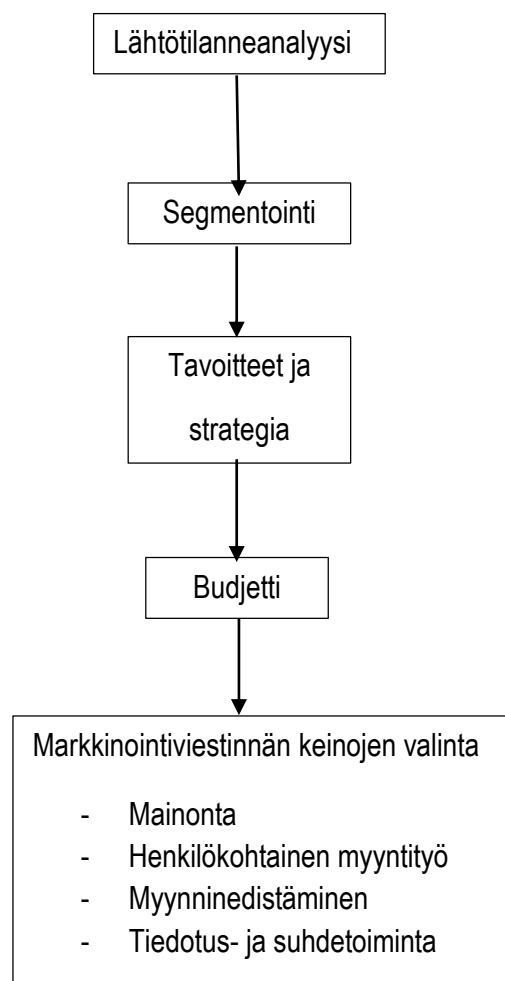 Lähtötilanneanalyysi
Segmentointi
Tavoitteet ja
strategia
Budjetti
Markkinointiviestinnän keinojen valinta
- Mainonta
- Henkilökohtainen myyntityö
- Myynninedistäminen
- Tiedotus- ja suhdetoiminta